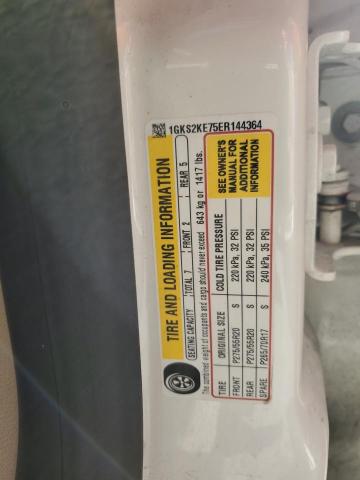 1GKS2KE75ER144364
TIRE AND LOADING INFORMATION
SEATING CAPACITY TOTAL 7 FRONT 2 REAR 5
The combined weight of occupants and cargo should never exceed 643 kg or 1417 lbs.
TIRE ORIGINAL SIZE COLD TIRE PRESSURE
FRONT P275/55R20 S 220 kPa, 32 PSI
REAR P275/55R20 S 220 kPa, 32 PSI
SPARE P265/70R17 S 240 kPa, 35 PSI
SEE OWNER'S
MANUAL FOR
ADDITIONAL
INFORMATION